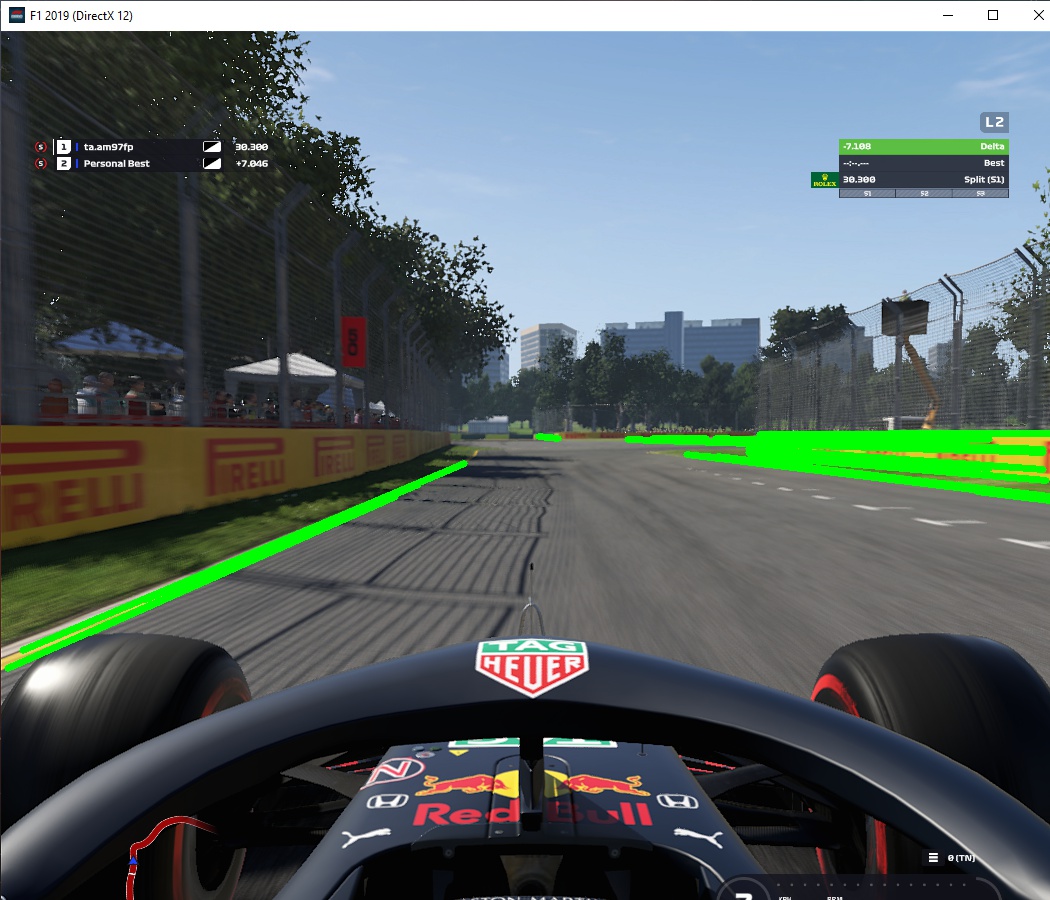 F1 2019 (DirectX 12)
L2
S 1 ta.am97fp 30.300
S 2 Personal Best +7.046
-7.108 Delta
--:--.--- Best
ROLEX 30.300 Split (S1)
S1 S2 S3
50
PIRELLI PIRELLI PIRELLI
TAG
HEUER
Red Bull
0 (TN)